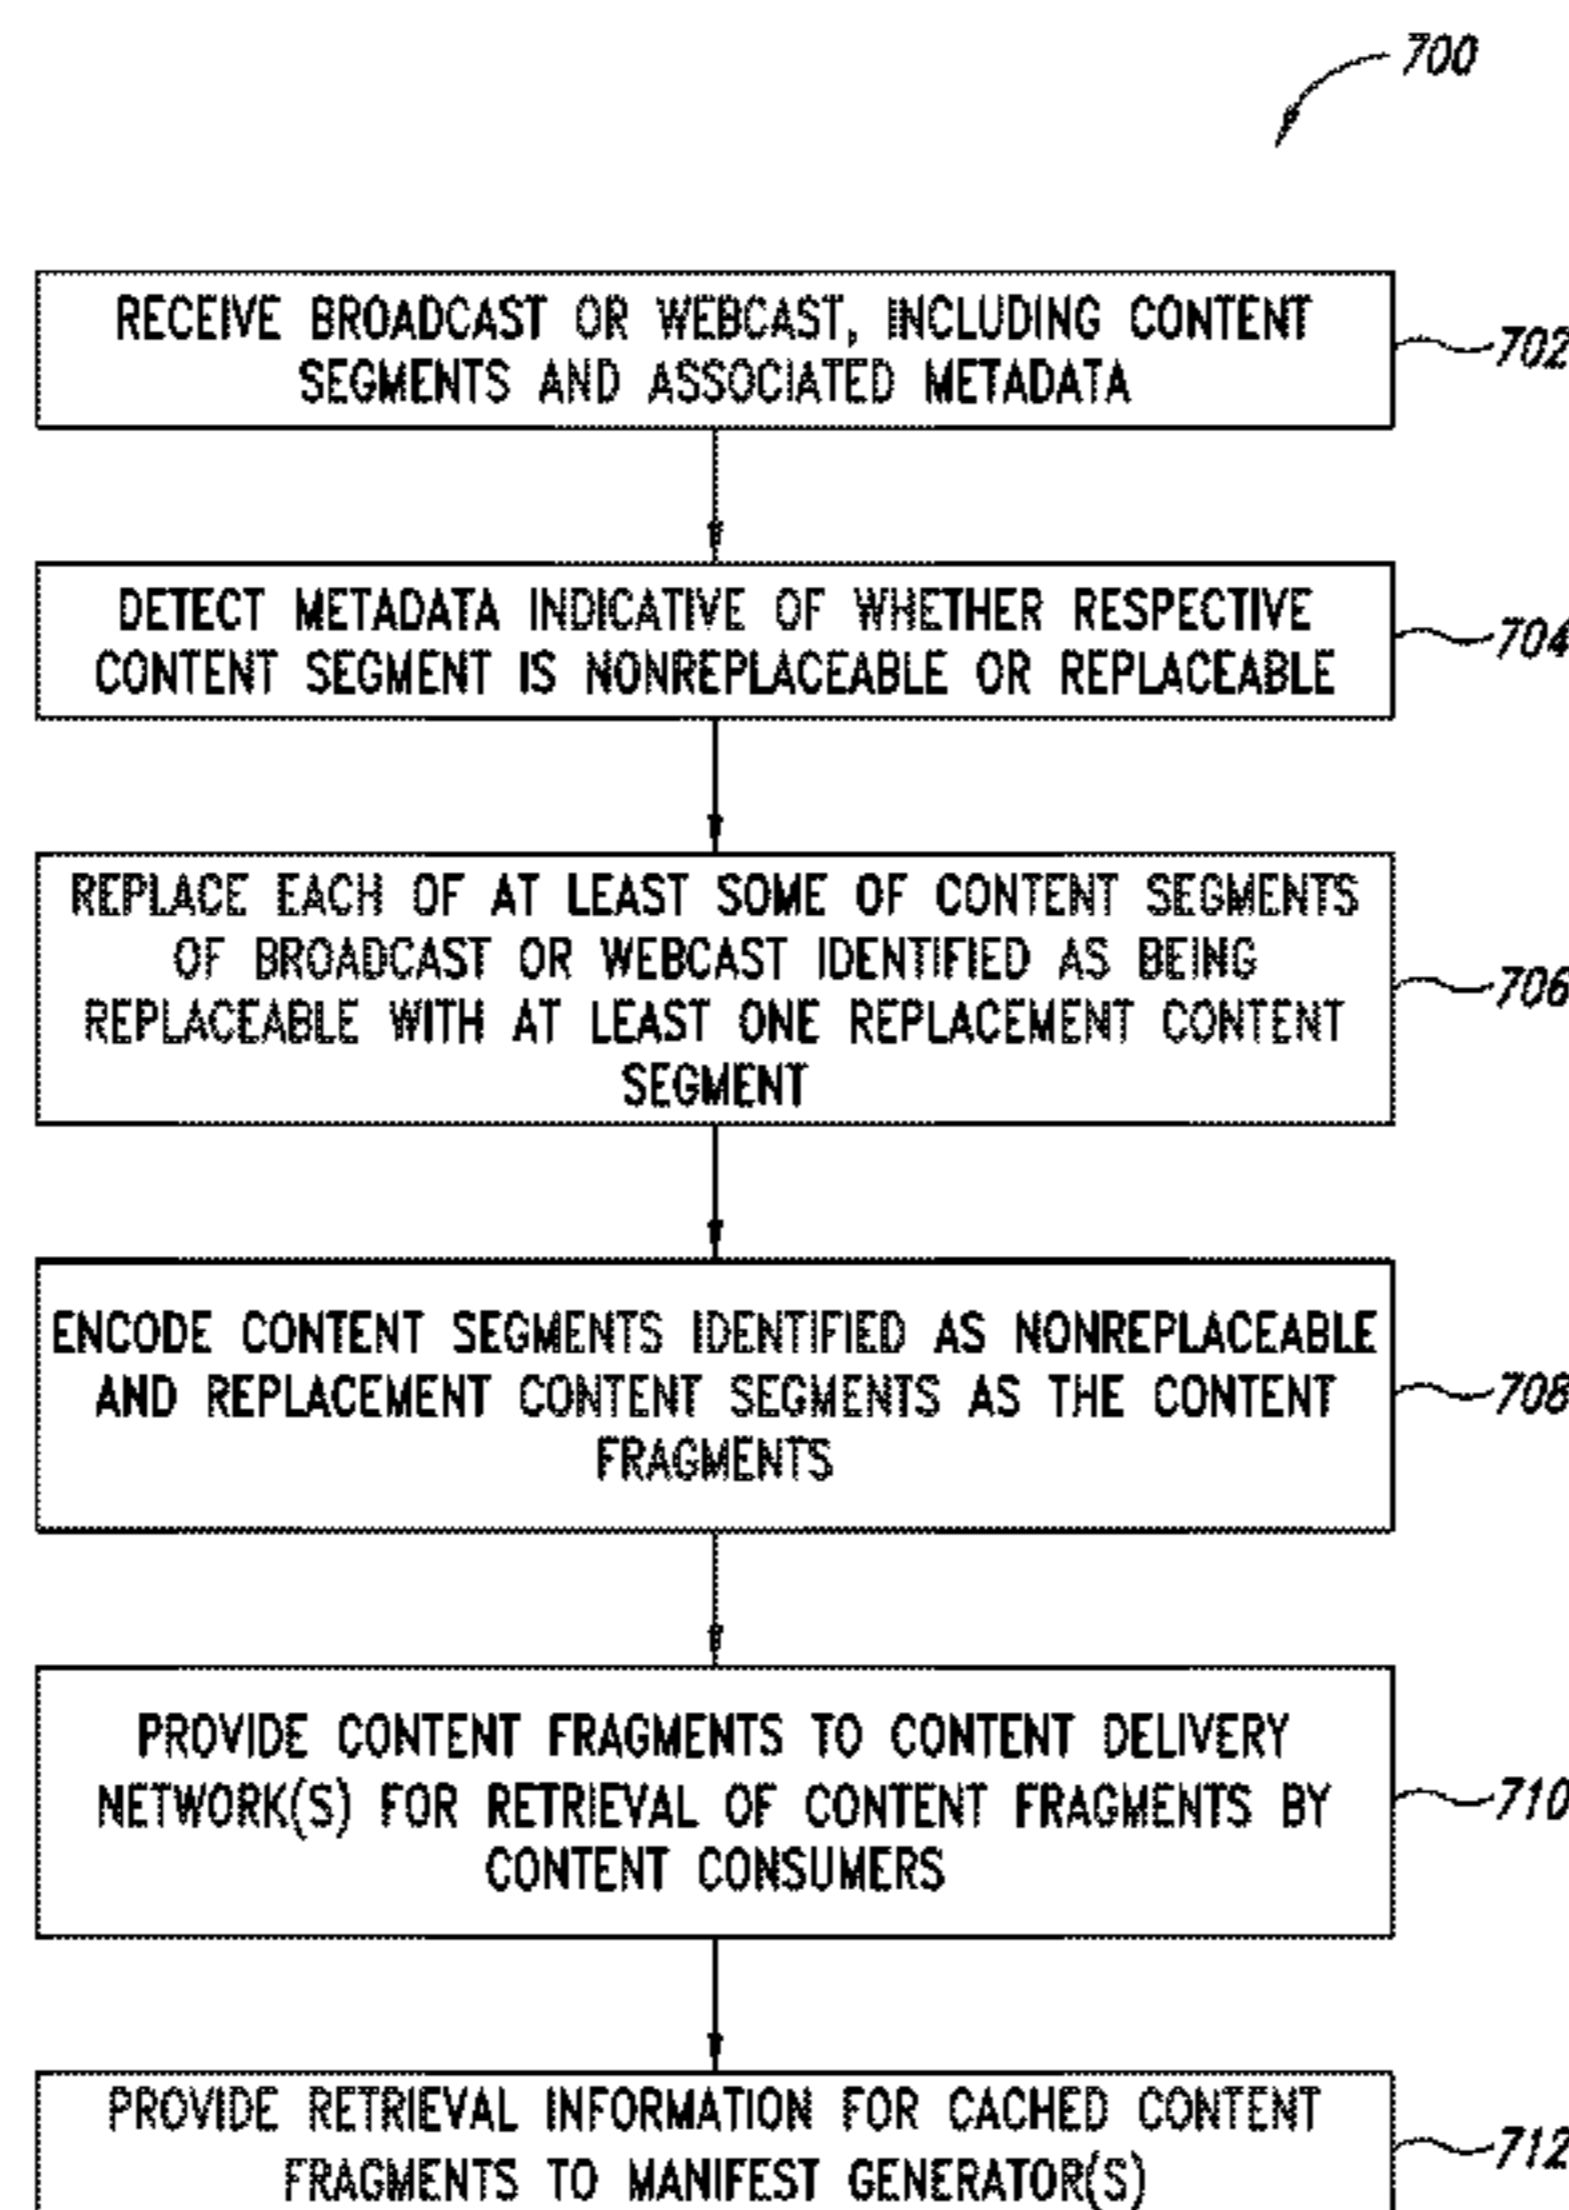 700
RECEIVE BROADCAST OR WEBCAST, INCLUDING CONTENT
SEGMENTS AND ASSOCIATED METADATA
702
DETECT METADATA INDICATIVE OF WHETHER RESPECTIVE
CONTENT SEGMENT IS NONREPLACEABLE OR REPLACEABLE
704
REPLACE EACH OF AT LEAST SOME OF CONTENT SEGMENTS
OF BROADCAST OR WEBCAST IDENTIFIED AS BEING
REPLACEABLE WITH AT LEAST ONE REPLACEMENT CONTENT
SEGMENT
706
ENCODE CONTENT SEGMENTS IDENTIFIED AS NONREPLACEABLE
AND REPLACEMENT CONTENT SEGMENTS AS THE CONTENT
FRAGMENTS
708
PROVIDE CONTENT FRAGMENTS TO CONTENT DELIVERY
NETWORK(S) FOR RETRIEVAL OF CONTENT FRAGMENTS BY
CONTENT CONSUMERS
710
PROVIDE RETRIEVAL INFORMATION FOR CACHED CONTENT
FRAGMENTS TO MANIFEST GENERATOR(S)
712